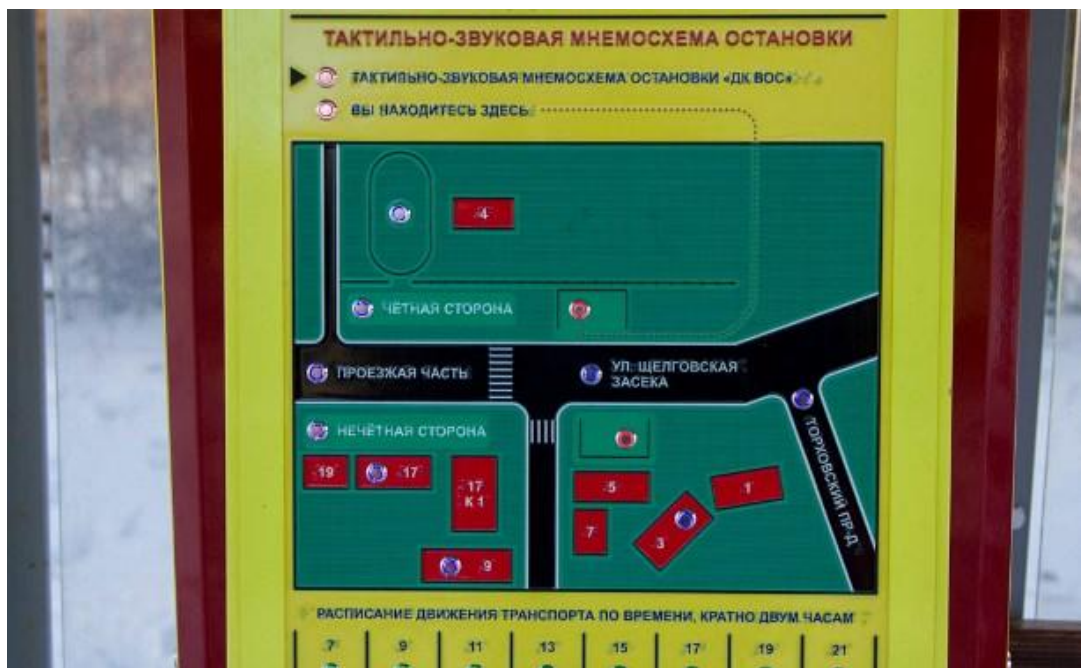 ТАКТИЛЬНО-ЗВУКОВАЯ МНЕМОСХЕМА ОСТАНОВКИ
ТАКТИЛЬНО-ЗВУКОВАЯ МНЕМОСХЕМА ОСТАНОВКИ «ДК ВОС»
ВЫ НАХОДИТЕСЬ ЗДЕСЬ
4
ЧЁТНАЯ СТОРОНА
ПРОЕЗЖАЯ ЧАСТЬ
УЛ. ЩЕЛГОВСКАЯ
ЗАСЕКА
НЕЧЁТНАЯ СТОРОНА
ТОРХОВСКИЙ ПР-Д
19
17
17
К 1
5
1
7
3
9
РАСПИСАНИЕ ДВИЖЕНИЯ ТРАНСПОРТА ПО ВРЕМЕНИ, КРАТНО ДВУМ ЧАСАМ
7 9 11 13 15 17 19 21